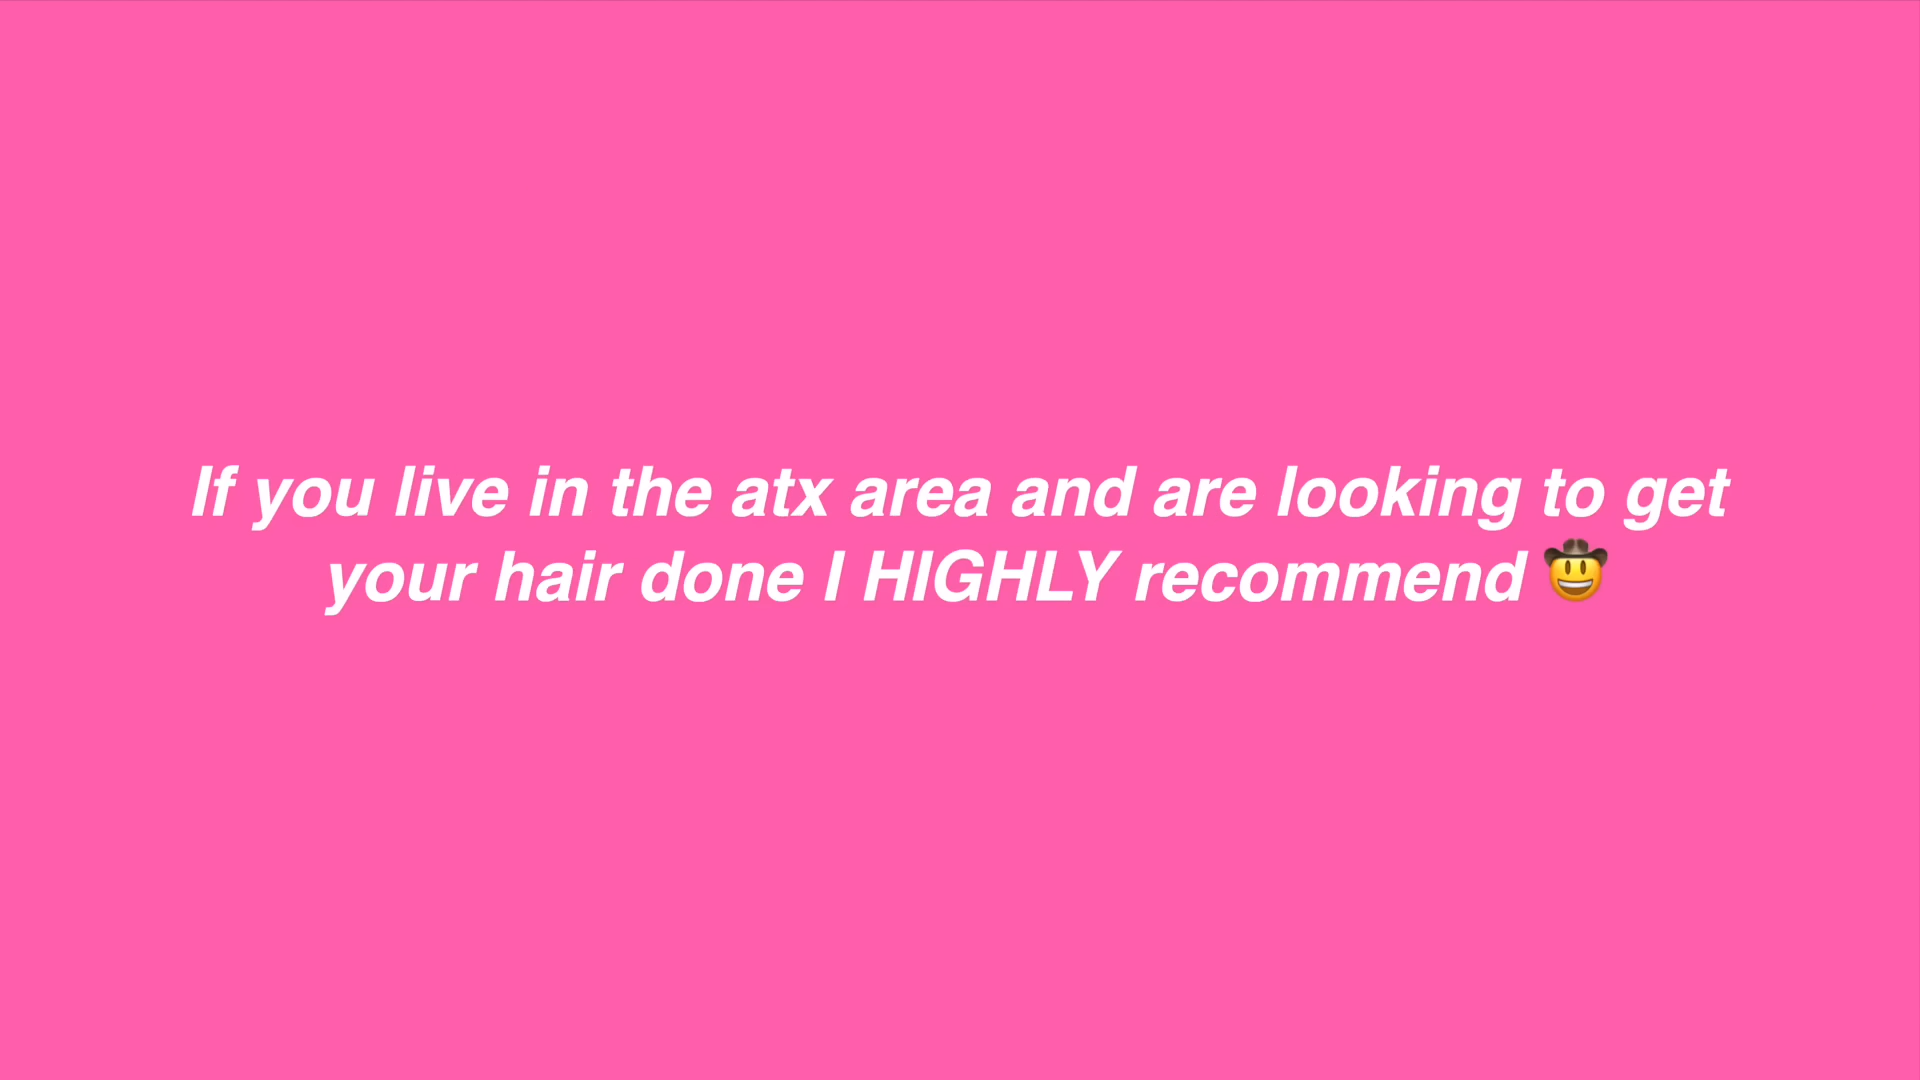 If you live in the atx area and are looking to get
your hair done I HIGHLY recommend 🤠